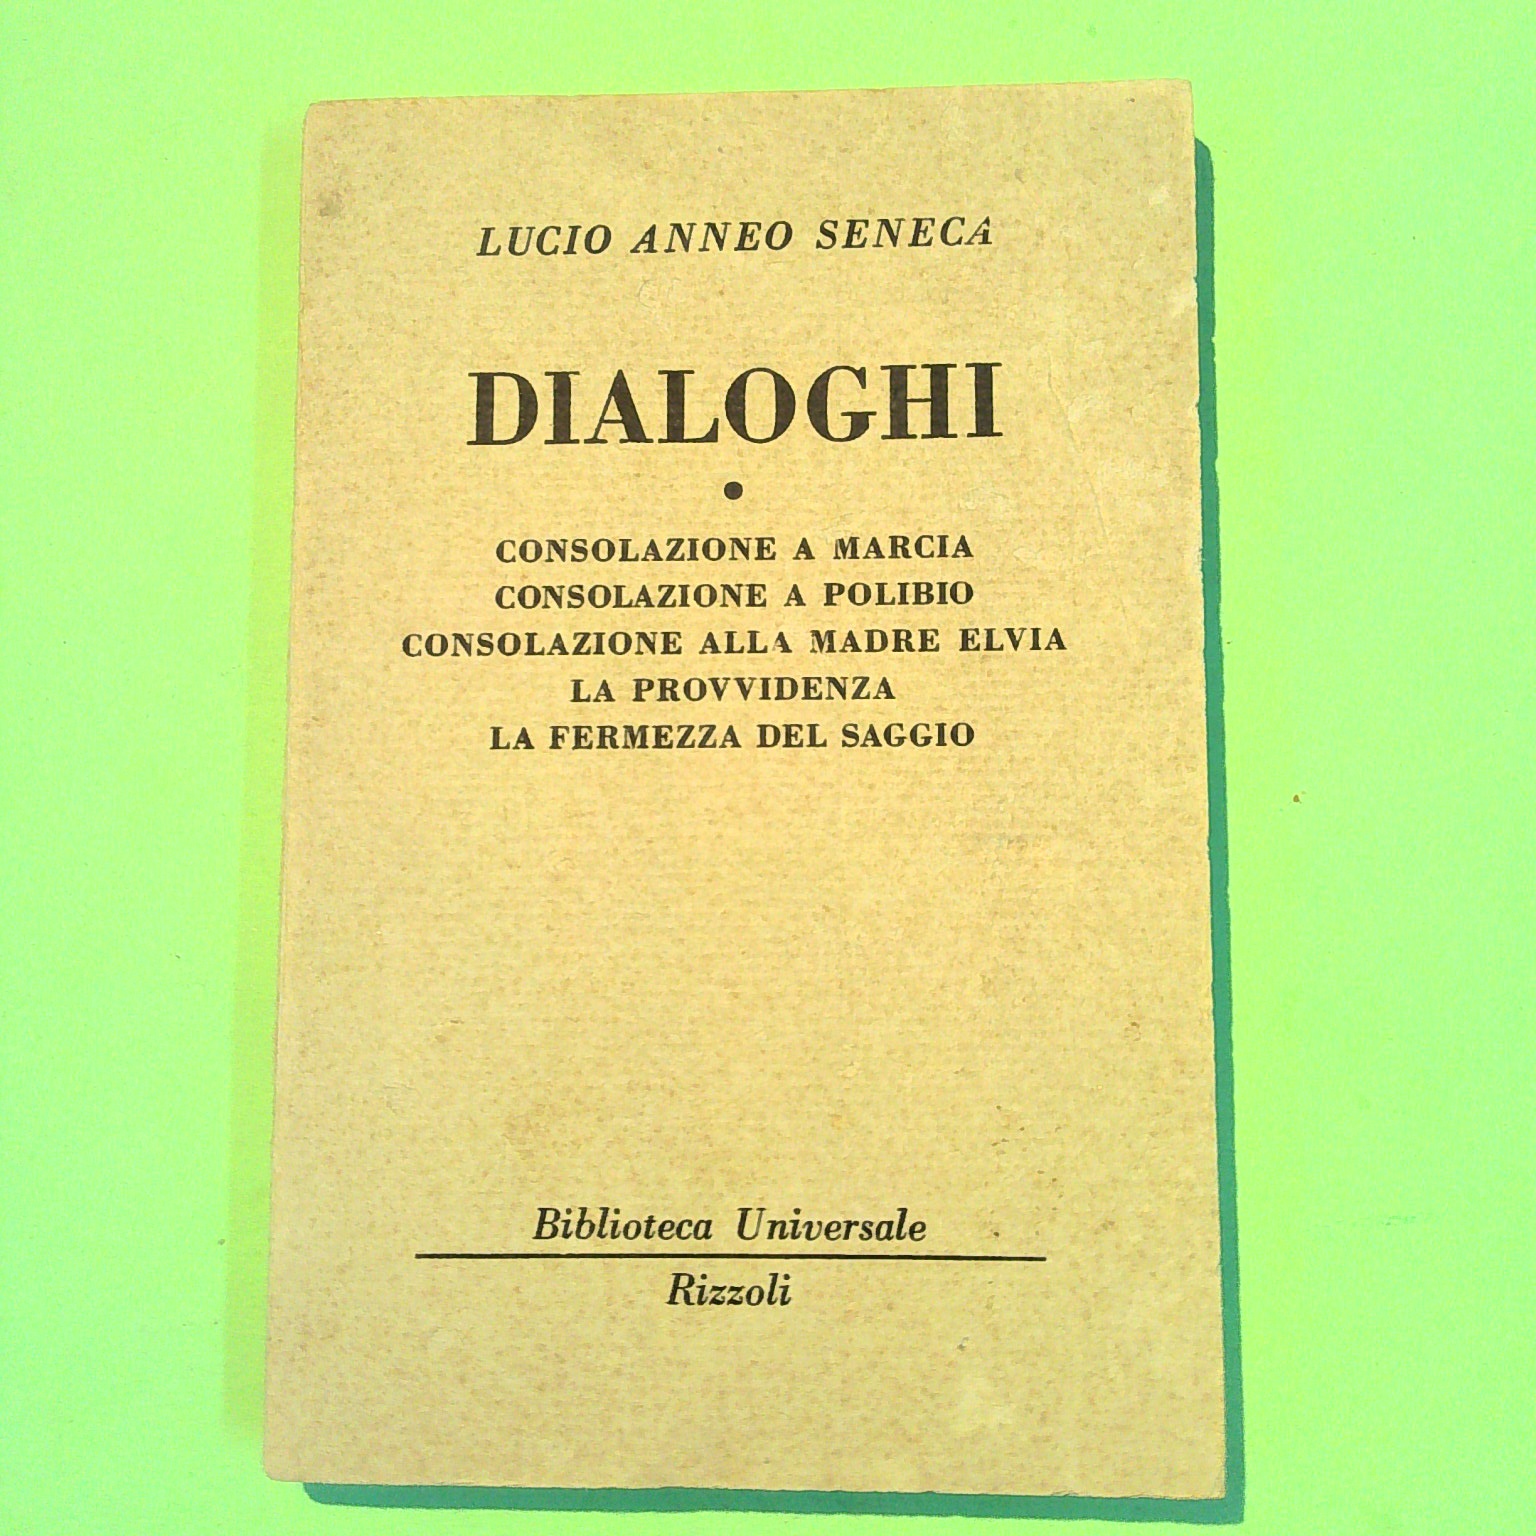 LUCIO ANNEO SENECA
DIALOGHI
•
CONSOLAZIONE A MARCIA
CONSOLAZIONE A POLIBIO
CONSOLAZIONE ALLA MADRE ELVIA
LA PROVVIDENZA
LA FERMEZZA DEL SAGGIO
Biblioteca Universale
Rizzoli